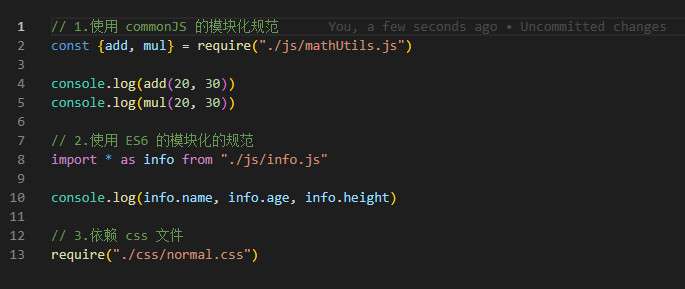 1 // 1.使用 commonJS 的模块化规范 You, a few seconds ago • Uncommitted changes
2 const {add, mul} = require("./js/mathUtils.js")
3
4 console.log(add(20, 30))
5 console.log(mul(20, 30))
6
7 // 2.使用 ES6 的模块化的规范
8 import * as info from "./js/info.js"
9
10 console.log(info.name, info.age, info.height)
11
12 // 3.依赖 css 文件
13 require("./css/normal.css")